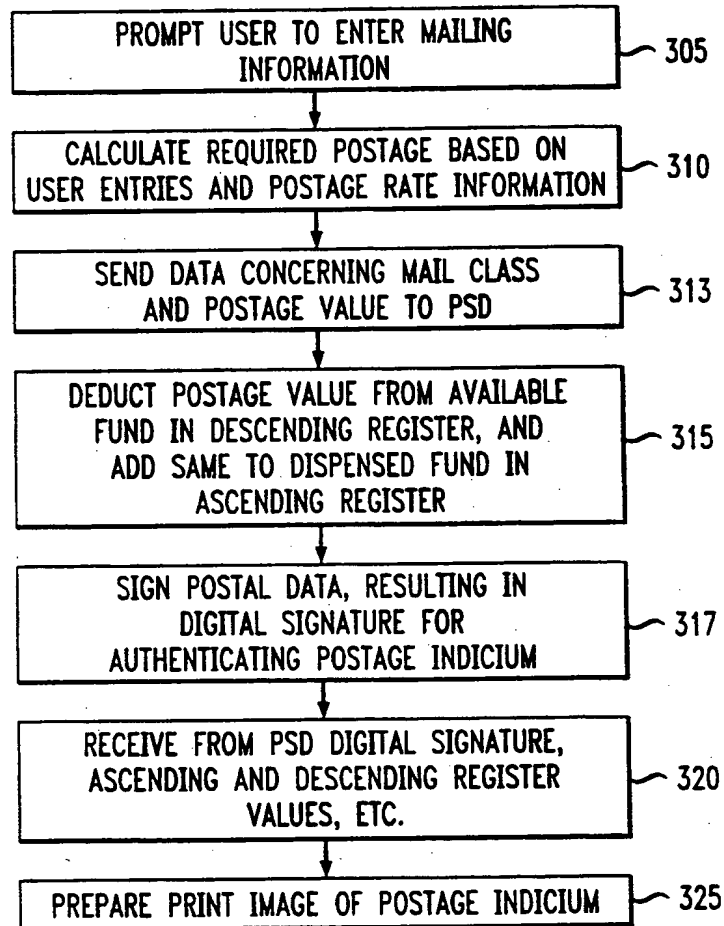 PROMPT USER TO ENTER MAILING
INFORMATION
305
CALCULATE REQUIRED POSTAGE BASED ON
USER ENTRIES AND POSTAGE RATE INFORMATION
310
SEND DATA CONCERNING MAIL CLASS
AND POSTAGE VALUE TO PSD
313
DEDUCT POSTAGE VALUE FROM AVAILABLE
FUND IN DESCENDING REGISTER, AND
ADD SAME TO DISPENSED FUND IN
ASCENDING REGISTER
315
SIGN POSTAL DATA, RESULTING IN
DIGITAL SIGNATURE FOR
AUTHENTICATING POSTAGE INDICIUM
317
RECEIVE FROM PSD DIGITAL SIGNATURE,
ASCENDING AND DESCENDING REGISTER
VALUES, ETC.
320
PREPARE PRINT IMAGE OF POSTAGE INDICIUM
325